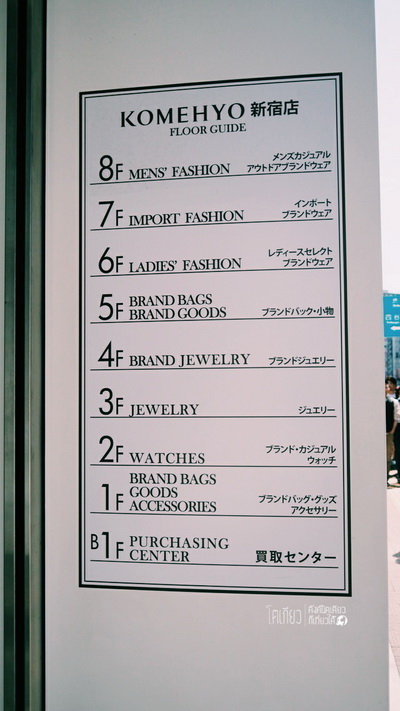 KOMEHYO 新宿店
FLOOR GUIDE
8F MENS' FASHION
メンズカジュアル
アウトドアブランドウェア
7F IMPORT FASHION
インポート
ブランドウェア
6F LADIES' FASHION
レディースセレクト
ブランドウェア
5F BRAND BAGS
BRAND GOODS
ブランドバック・小物
4F BRAND JEWELRY ブランドジュエリー
3F JEWELRY ジュエリー
2F WATCHES
ブランド・カジュアル
ウォッチ
1F BRAND BAGS
GOODS
ACCESSORIES
ブランドバッグ・グッズ
アクセサリー
B1F PURCHASING
CENTER
買取センター
โตเกียว